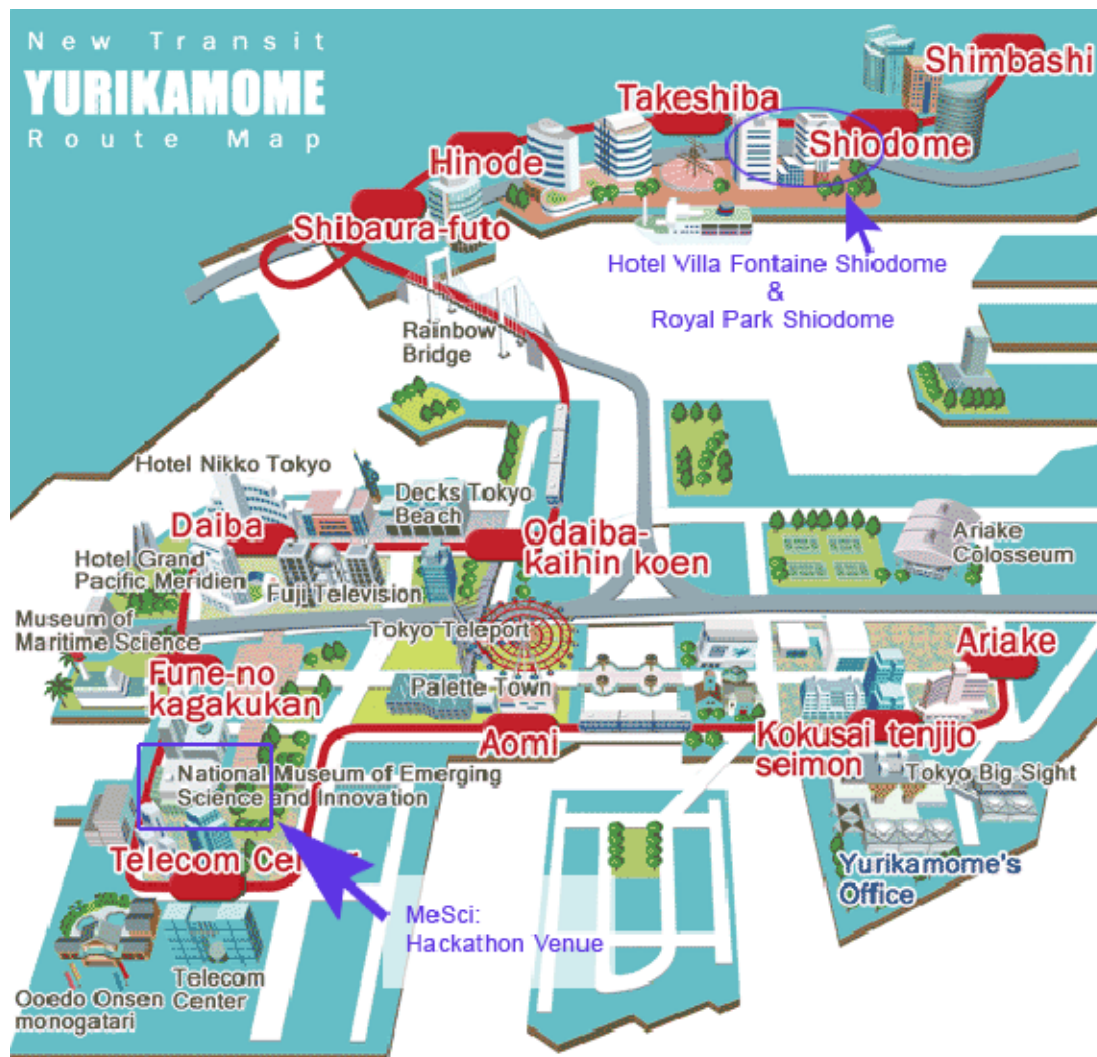 New Transit
YURIKAMOME
Route Map
Shimbashi
Takeshiba
Shiodome
Hinode
Shibaura-futo
Hotel Villa Fontaine Shiodome
&
Royal Park Shiodome
Rainbow
Bridge
Hotel Nikko Tokyo
Decks Tokyo
Beach
Daiba
Odaiba-
kaihin koen
Ariake
Colosseum
Hotel Grand
Pacific Meridien
Fuji Television
Museum of
Maritime Science
Tokyo Teleport
Ariake
Fune-no
kagakukan
Palette Town
Aomi
Kokusai tenjijo
seimon
Tokyo Big Sight
National Museum of Emerging
Science and Innovation
Telecom Center
Yurikamome's
Office
MeSci:
Hackathon Venue
Telecom
Center
Ooedo Onsen
monogatari